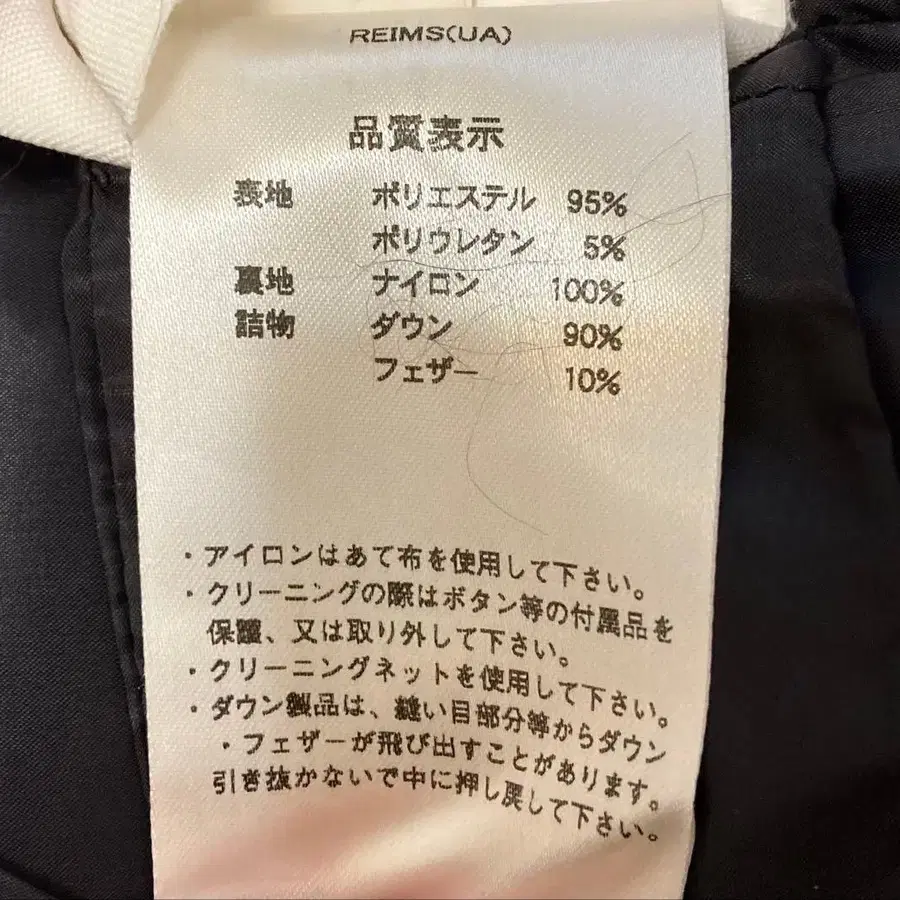 REIMS(UA)
品質表示
表地 ポリエステル 95%
ポリウレタン 5%
裏地 ナイロン 100%
詰物 ダウン 90%
フェザー 10%
・アイロンはあて布を使用して下さい。
・クリーニングの際はボタン等の付属品を
保護、又は取り外して下さい。
・クリーニングネットを使用して下さい。
・ダウン製品は、縫い目部分等からダウン
・フェザーが飛び出すことがあります。
引き抜かないで中に押し戻して下さい。